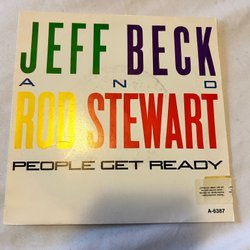 JEFF BECK
AND
ROD STEWART
PEOPLE GET READY
A-6387